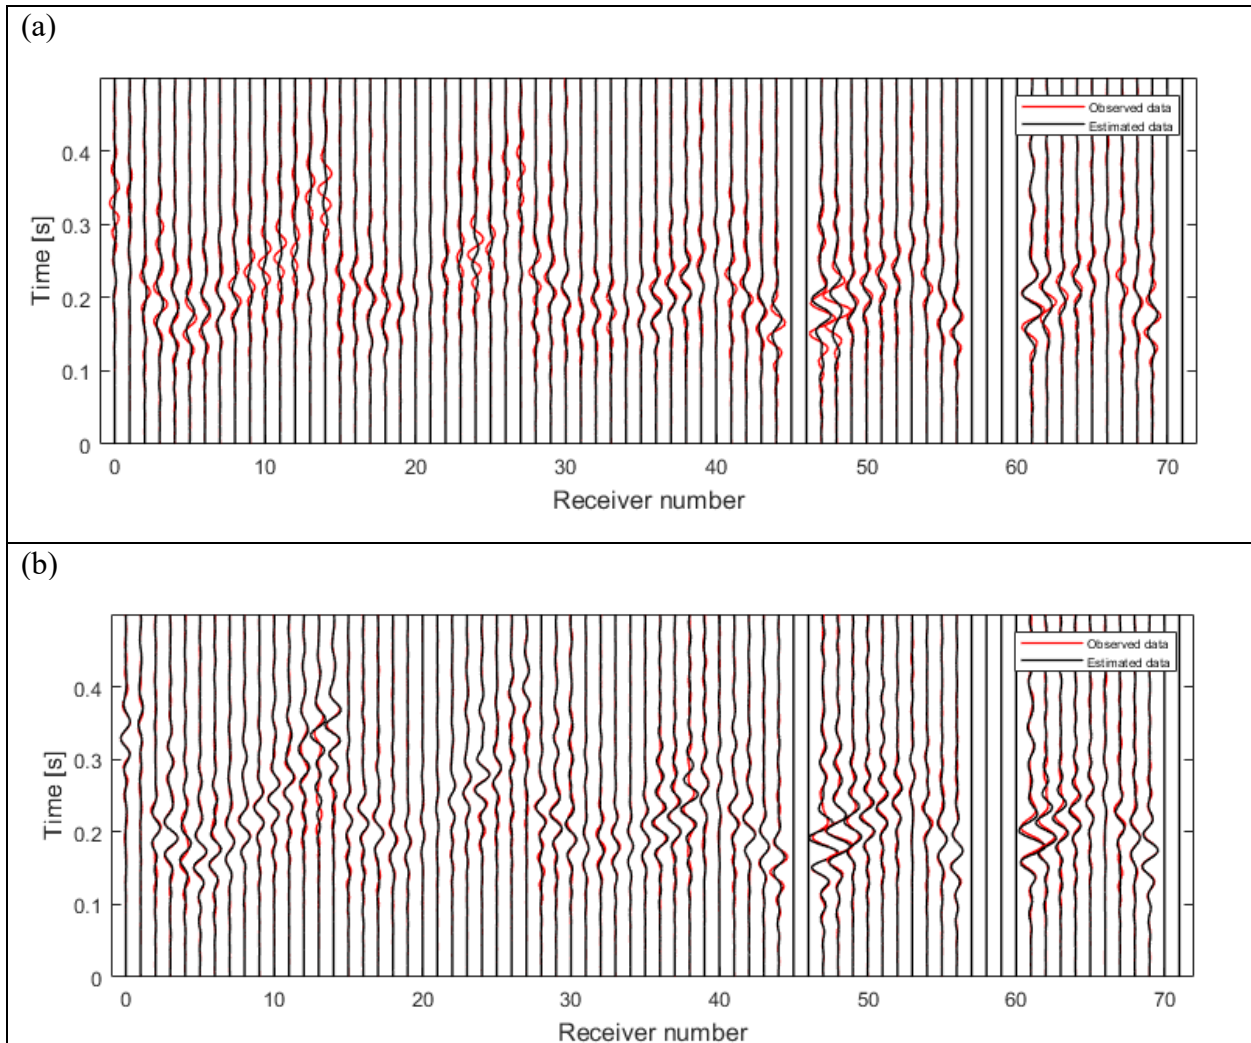 (a)
Observed data
Estimated data
0.4
0.3
0.2
0.1
0
Time [s]
0 10 20 30 40 50 60 70
Receiver number
(b)
Observed data
Estimated data
0.4
0.3
0.2
0.1
0
Time [s]
0 10 20 30 40 50 60 70
Receiver number